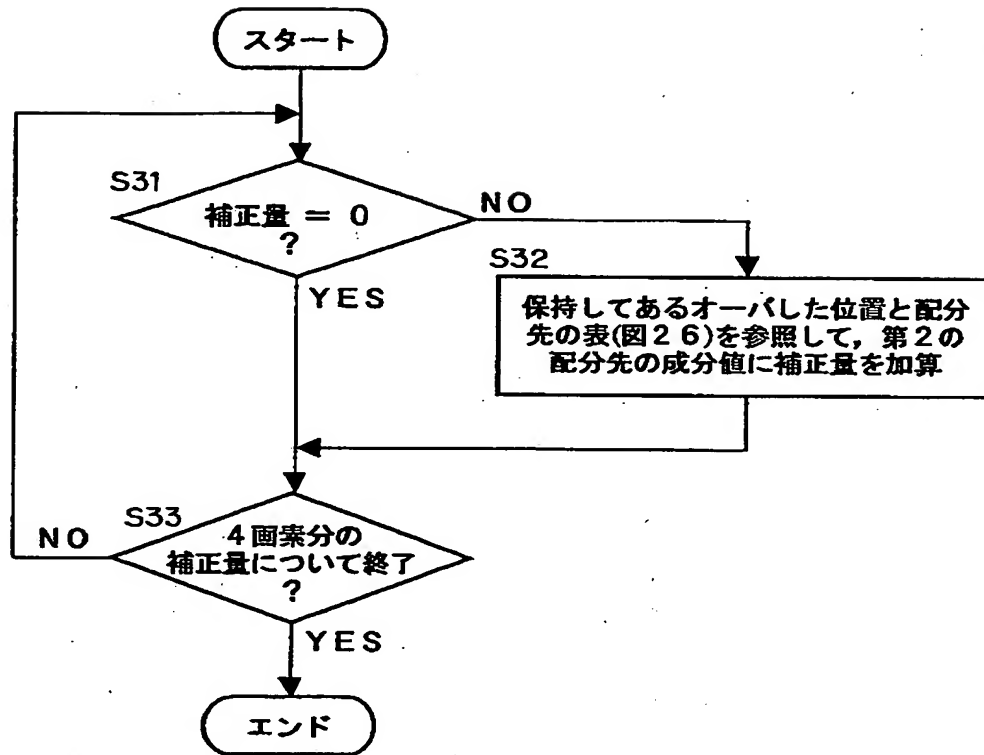 スタート
S31
補正量 = 0
?
NO
YES
S32
保持してあるオーバした位置と配分
先の表(図26)を参照して,第2の
配分先の成分値に補正量を加算
S33
4画素分の
補正量について終了
?
NO
YES
エンド